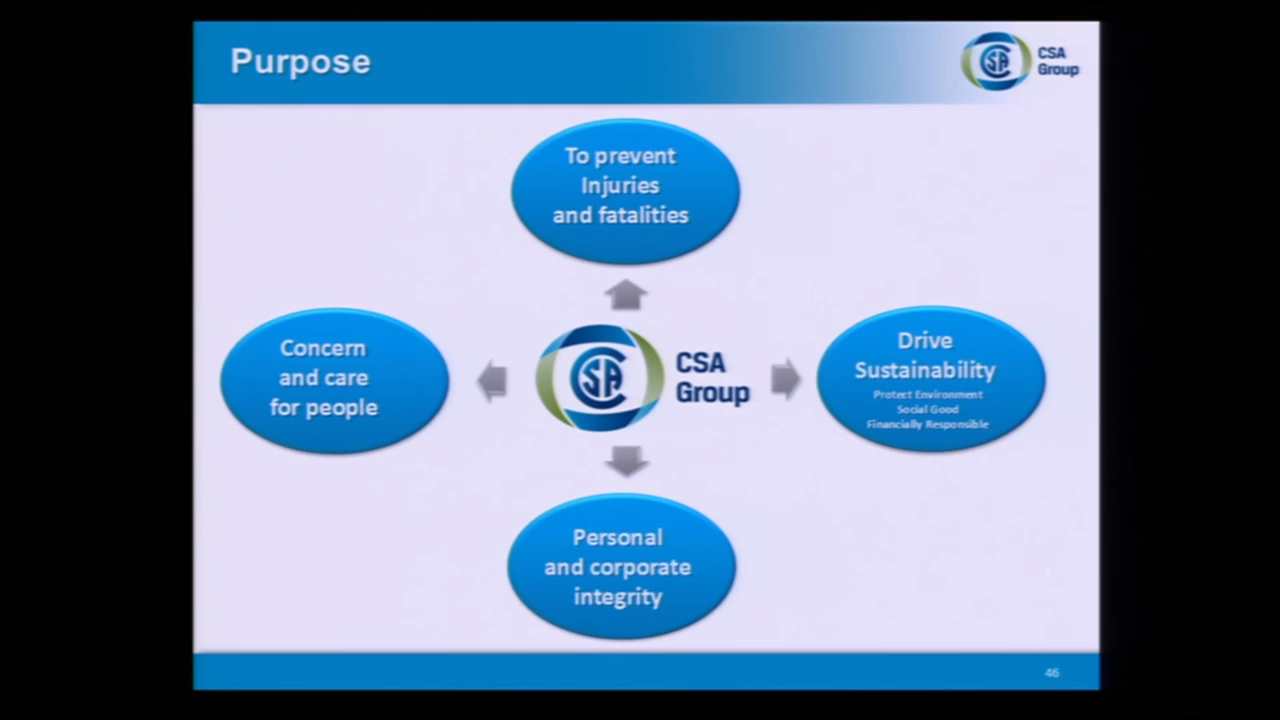 Purpose
CSA
Group
To prevent
Injuries
and fatalities
Concern
and care
for people
CSA
CSA
Group
Drive
Sustainability
Protect Environment
Social Good
Financially Responsible
Personal
and corporate
integrity
46